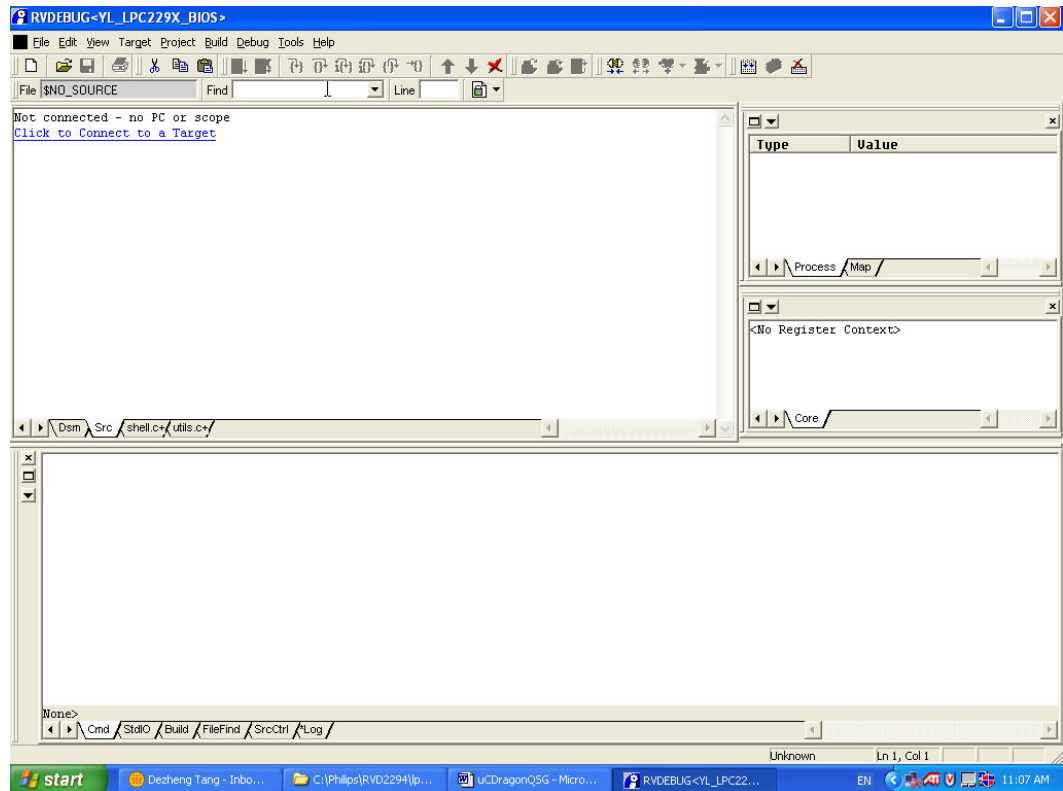 RVDEBUG<YL_LPC229X_BIOS>
File Edit View Target Project Build Debug Tools Help
File $NO_SOURCE Find Line
Not connected - no PC or scope
Click to Connect to a Target
Type Value
Process Map
<No Register Context>
Core
Dsm Src shell.c+ utils.c+
None>
Cmd StdIO Build FileFind SrcCtrl *Log
Unknown Ln 1, Col 1
start Dezheng Tang - Inbo... C:\Philips\RVD2294\lp... uCDragonQSG - Micro... RVDEBUG<YL_LPC22... EN 11:07 AM